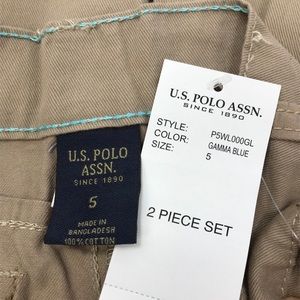 U.S. POLO
ASSN.
SINCE 1890
5
MADE IN
BANGLADESH
100% COTTON
U.S. POLO ASSN.
SINCE 1890
STYLE: P5WL000GL
COLOR: GAMMA BLUE
SIZE: 5
2 PIECE SET